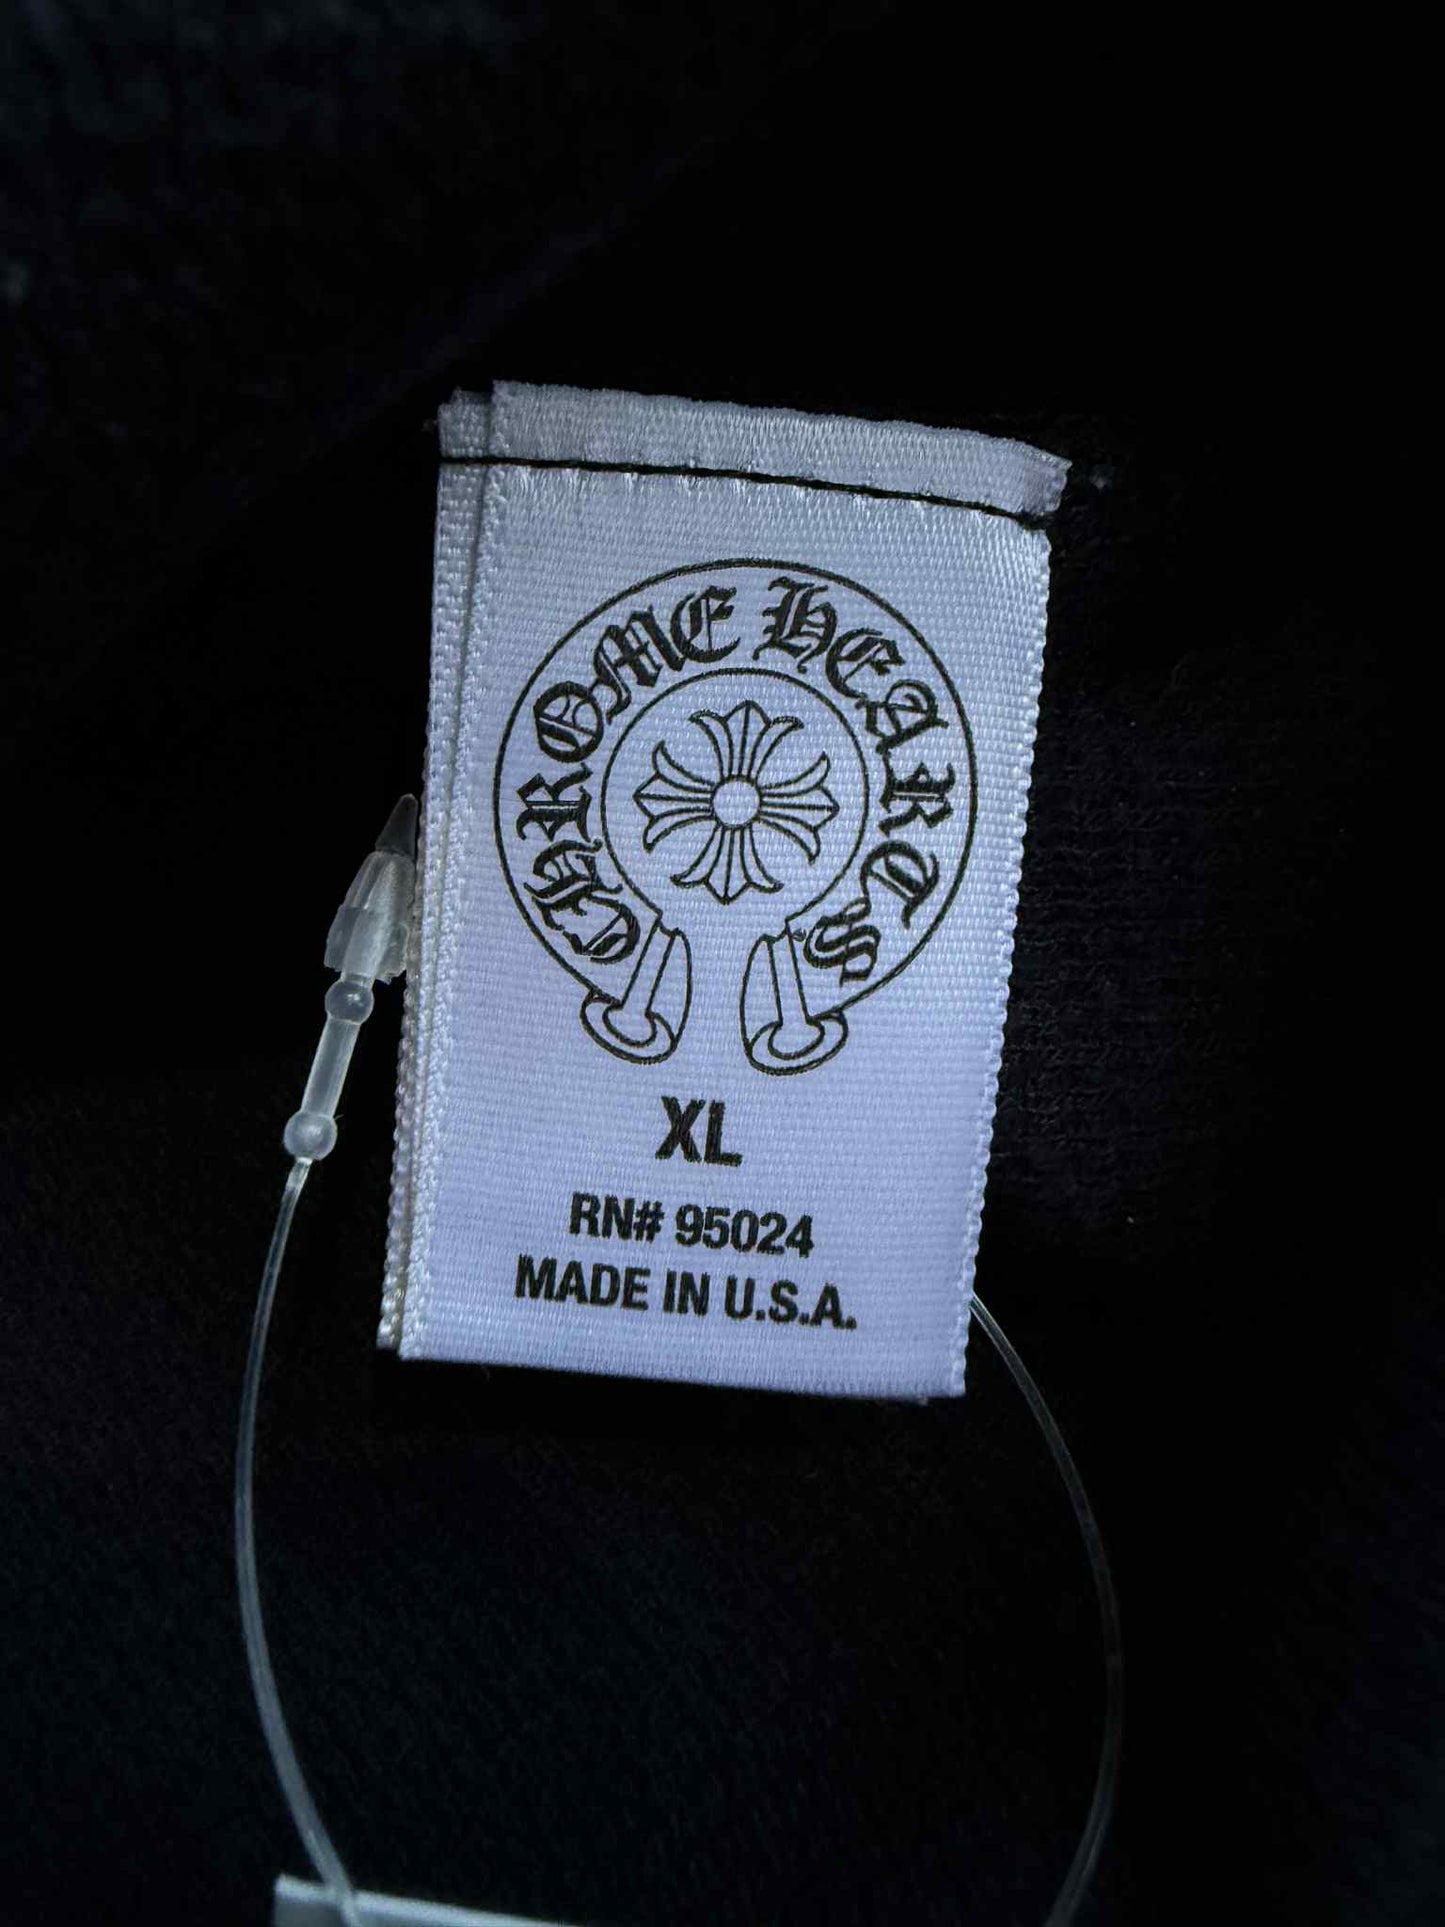 CHROME HEARTS
XL
RN# 95024
MADE IN U.S.A.